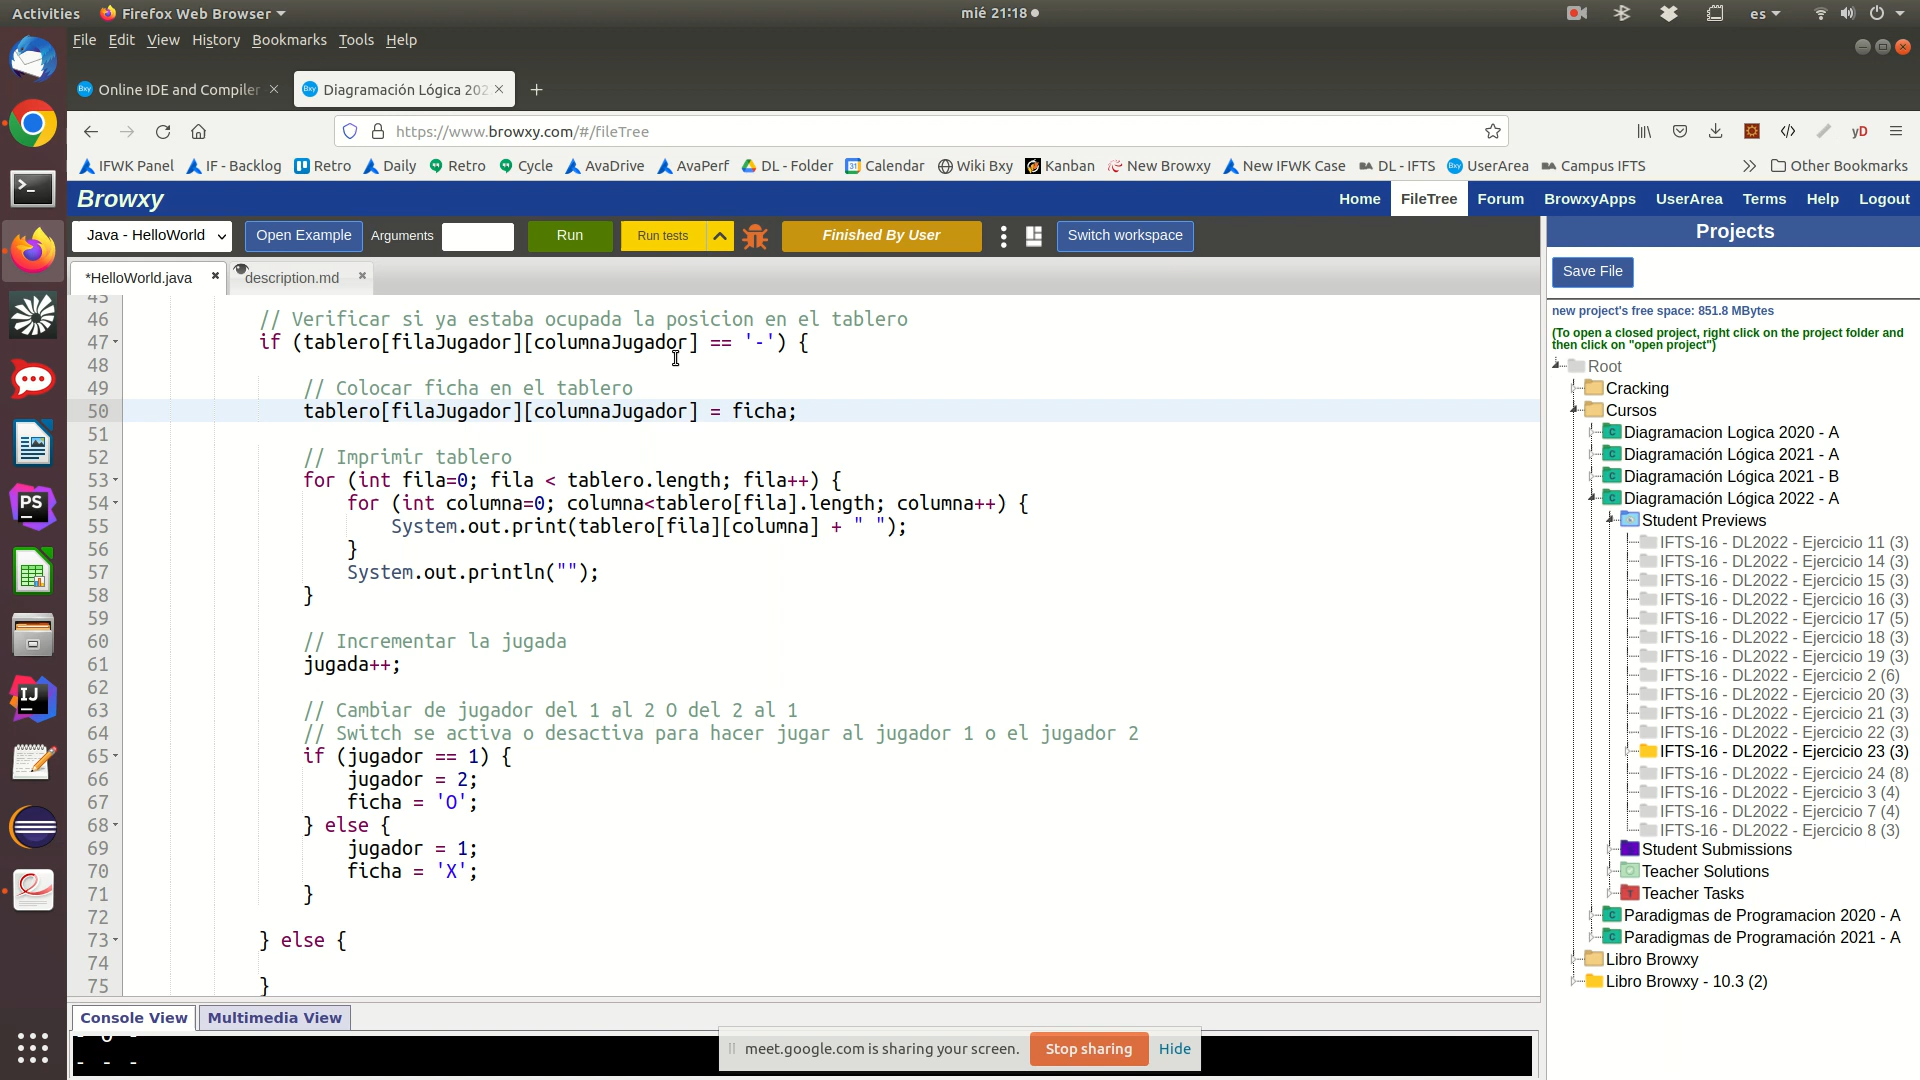 Activities Firefox Web Browser mié 21:18 es
File Edit View History Bookmarks Tools Help
Online IDE and Compiler Diagramación Lógica 202
https://www.browxy.com/#/fileTree yD
IFWK Panel IF - Backlog Retro Daily Retro Cycle AvaDrive AvaPerf DL - Folder Calendar Wiki Bxy Kanban New Browxy New IFWK Case DL - IFTS UserArea Campus IFTS Other Bookmarks
Browxy Home FileTree Forum BrowxyApps UserArea Terms Help Logout
Java - HelloWorld Open Example Arguments Run Run tests Finished By User Switch workspace
*HelloWorld.java description.md
45
46 // Verificar si ya estaba ocupada la posicion en el tablero
47 if (tablero[filaJugador][columnaJugador] == '-') {
48
49 // Colocar ficha en el tablero
50 tablero[filaJugador][columnaJugador] = ficha;
51
52 // Imprimir tablero
53 for (int fila=0; fila < tablero.length; fila++) {
54 for (int columna=0; columna<tablero[fila].length; columna++) {
55 System.out.print(tablero[fila][columna] + " ");
56 }
57 System.out.println("");
58 }
59
60 // Incrementar la jugada
61 jugada++;
62
63 // Cambiar de jugador del 1 al 2 O del 2 al 1
64 // Switch se activa o desactiva para hacer jugar al jugador 1 o el jugador 2
65 if (jugador == 1) {
66 jugador = 2;
67 ficha = 'O';
68 } else {
69 jugador = 1;
70 ficha = 'X';
71 }
72
73 } else {
74
75 }
Console View Multimedia View
- O -
- - -
meet.google.com is sharing your screen. Stop sharing Hide
Projects
Save File
new project's free space: 851.8 MBytes
(To open a closed project, right click on the project folder and
then click on "open project")
Root
Cracking
Cursos
Diagramacion Logica 2020 - A
Diagramación Lógica 2021 - A
Diagramación Lógica 2021 - B
Diagramación Lógica 2022 - A
Student Previews
IFTS-16 - DL2022 - Ejercicio 11 (3)
IFTS-16 - DL2022 - Ejercicio 14 (3)
IFTS-16 - DL2022 - Ejercicio 15 (3)
IFTS-16 - DL2022 - Ejercicio 16 (3)
IFTS-16 - DL2022 - Ejercicio 17 (5)
IFTS-16 - DL2022 - Ejercicio 18 (3)
IFTS-16 - DL2022 - Ejercicio 19 (3)
IFTS-16 - DL2022 - Ejercicio 2 (6)
IFTS-16 - DL2022 - Ejercicio 20 (3)
IFTS-16 - DL2022 - Ejercicio 21 (3)
IFTS-16 - DL2022 - Ejercicio 22 (3)
IFTS-16 - DL2022 - Ejercicio 23 (3)
IFTS-16 - DL2022 - Ejercicio 24 (8)
IFTS-16 - DL2022 - Ejercicio 3 (4)
IFTS-16 - DL2022 - Ejercicio 7 (4)
IFTS-16 - DL2022 - Ejercicio 8 (3)
Student Submissions
Teacher Solutions
Teacher Tasks
Paradigmas de Programacion 2020 - A
Paradigmas de Programación 2021 - A
Libro Browxy
Libro Browxy - 10.3 (2)
PS
IJ